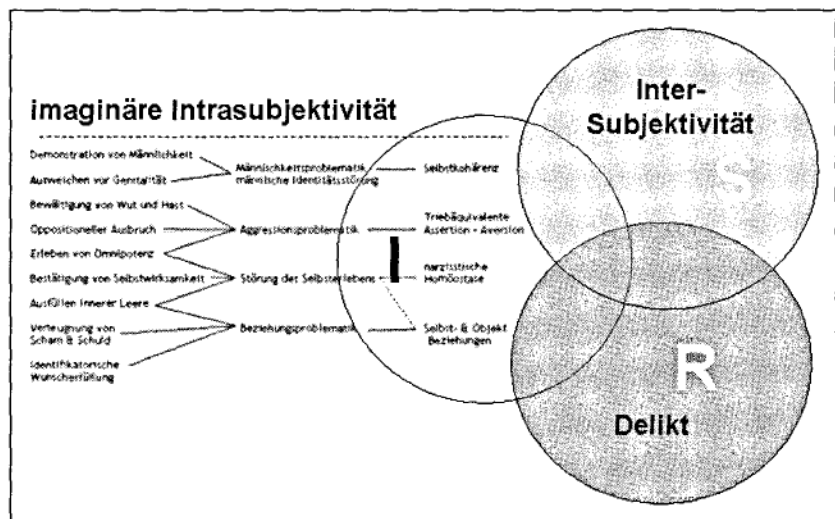 imaginäre Intrasubjektivität
Demonstration von Männlichkeit
Ausweichen vor Genitalität
Bewältigung von Wut und Hass
Oppositioneller Ausbruch
Erleben von Omnipotenz
Bestätigung von Selbstwirksamkeit
Ausfüllen innerer Leere
Verleugnung von
Scham & Schuld
Identifikatorische
Wunscherfüllung
Männischkeitsproblematik
männische Identitätsstörung
Aggressionsproblematik
Störung des Selbsterlebens
Beziehungsproblematik
Selbstkohärenz
Triebäquivalente
Assertion - Aversion
narzisstische
Homöostase
Selbst- & Objekt
Beziehungen
I
Inter-
Subjektivität
S
R
Delikt